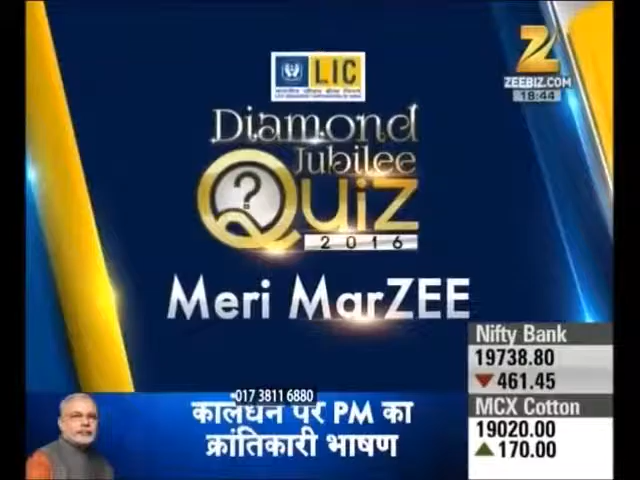 LIC
ZEEBIZ.COM
18:44
Diamond
Jubilee
Quiz
2016
Meri MarZEE
Nifty Bank
19738.80
461.45
MCX Cotton
19020.00
170.00
017 3811 6880
कालेधन पर PM का
क्रांतिकारी भाषण